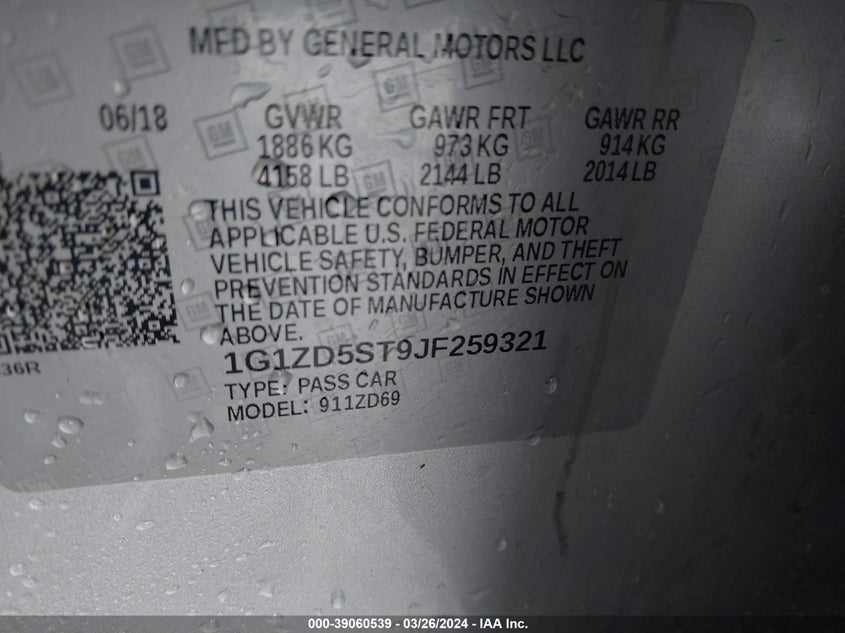 MFD BY GENERAL MOTORS LLC
06/18 GVWR GAWR FRT GAWR RR
1886 KG 973 KG 914 KG
4158 LB 2144 LB 2014 LB
THIS VEHICLE CONFORMS TO ALL
APPLICABLE U.S. FEDERAL MOTOR
VEHICLE SAFETY, BUMPER, AND THEFT
PREVENTION STANDARDS IN EFFECT ON
THE DATE OF MANUFACTURE SHOWN
ABOVE.
36R
1G1ZD5ST9JF259321
TYPE: PASS CAR
MODEL: 911ZD69
000-39060539 - 03/26/2024 - IAA Inc.